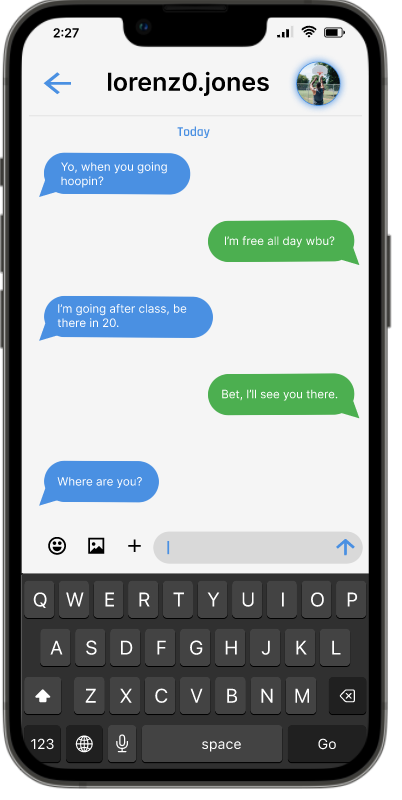 2:27
lorenz0.jones
Today
Yo, when you going
hoopin?
I'm free all day wbu?
I'm going after class, be
there in 20.
Bet, I'll see you there.
Where are you?
Q W E R T Y U I O P
A S D F G H J K L
Z X C V B N M
123 space Go